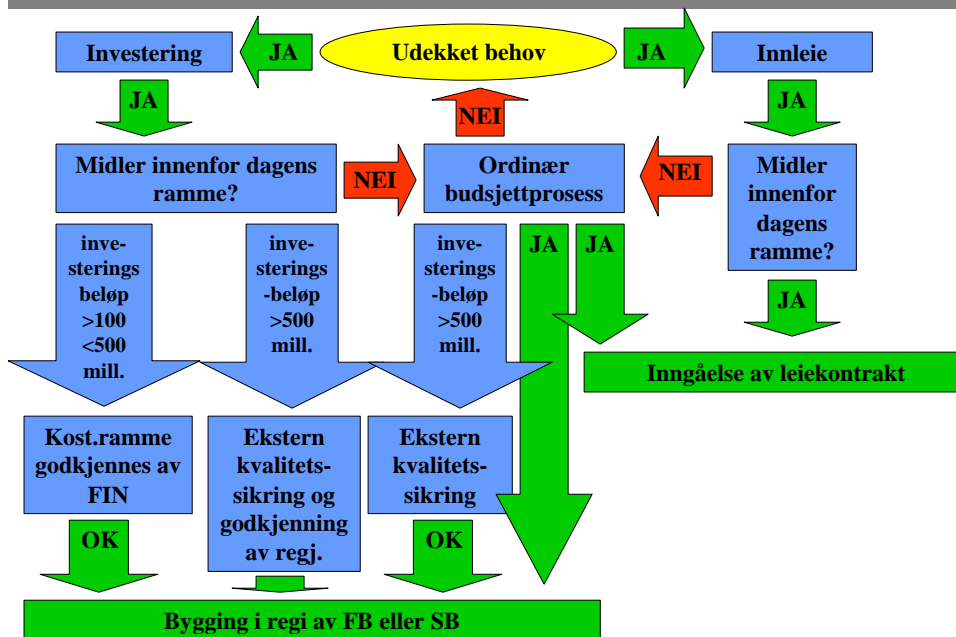 Investering
JA
Udekket behov
JA
Innleie
JA
NEI
JA
Midler innenfor dagens
ramme?
NEI
Ordinær
budsjettprosess
NEI
Midler
innenfor
dagens
ramme?
inve-
sterings
beløp
>100
<500
mill.
inve-
sterings
-beløp
>500
mill.
inve-
sterings
-beløp
>500
mill.
JA
JA
JA
Inngåelse av leiekontrakt
Kost.ramme
godkjennes av
FIN
Ekstern
kvalitets-
sikring og
godkjenning
av regj.
Ekstern
kvalitets-
sikring
OK
OK
Bygging i regi av FB eller SB